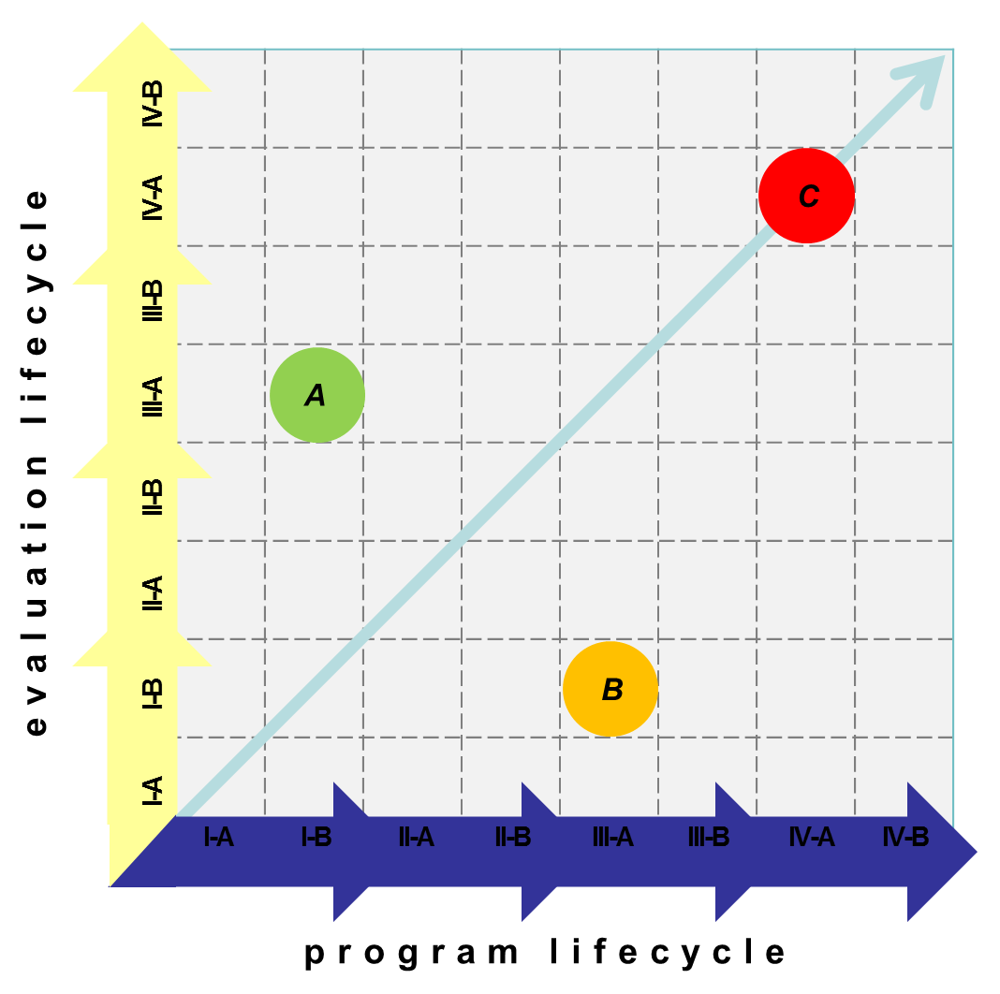 evaluation lifecycle
IV-B
IV-A
III-B
III-A
II-B
II-A
I-B
I-A
C
A
B
I-A
I-B
II-A
II-B
III-A
III-B
IV-A
IV-B
program lifecycle